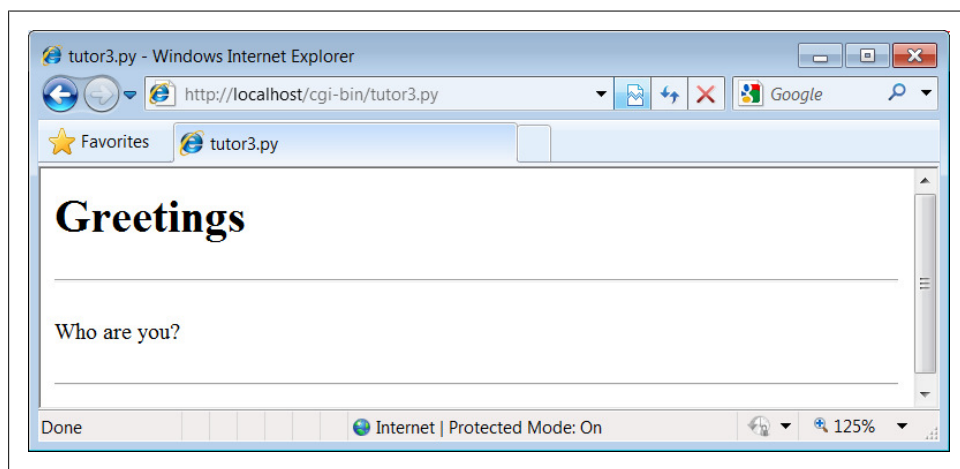 tutor3.py - Windows Internet Explorer
http://localhost/cgi-bin/tutor3.py
Google
Favorites
tutor3.py
Greetings
Who are you?
Done
Internet | Protected Mode: On
125%